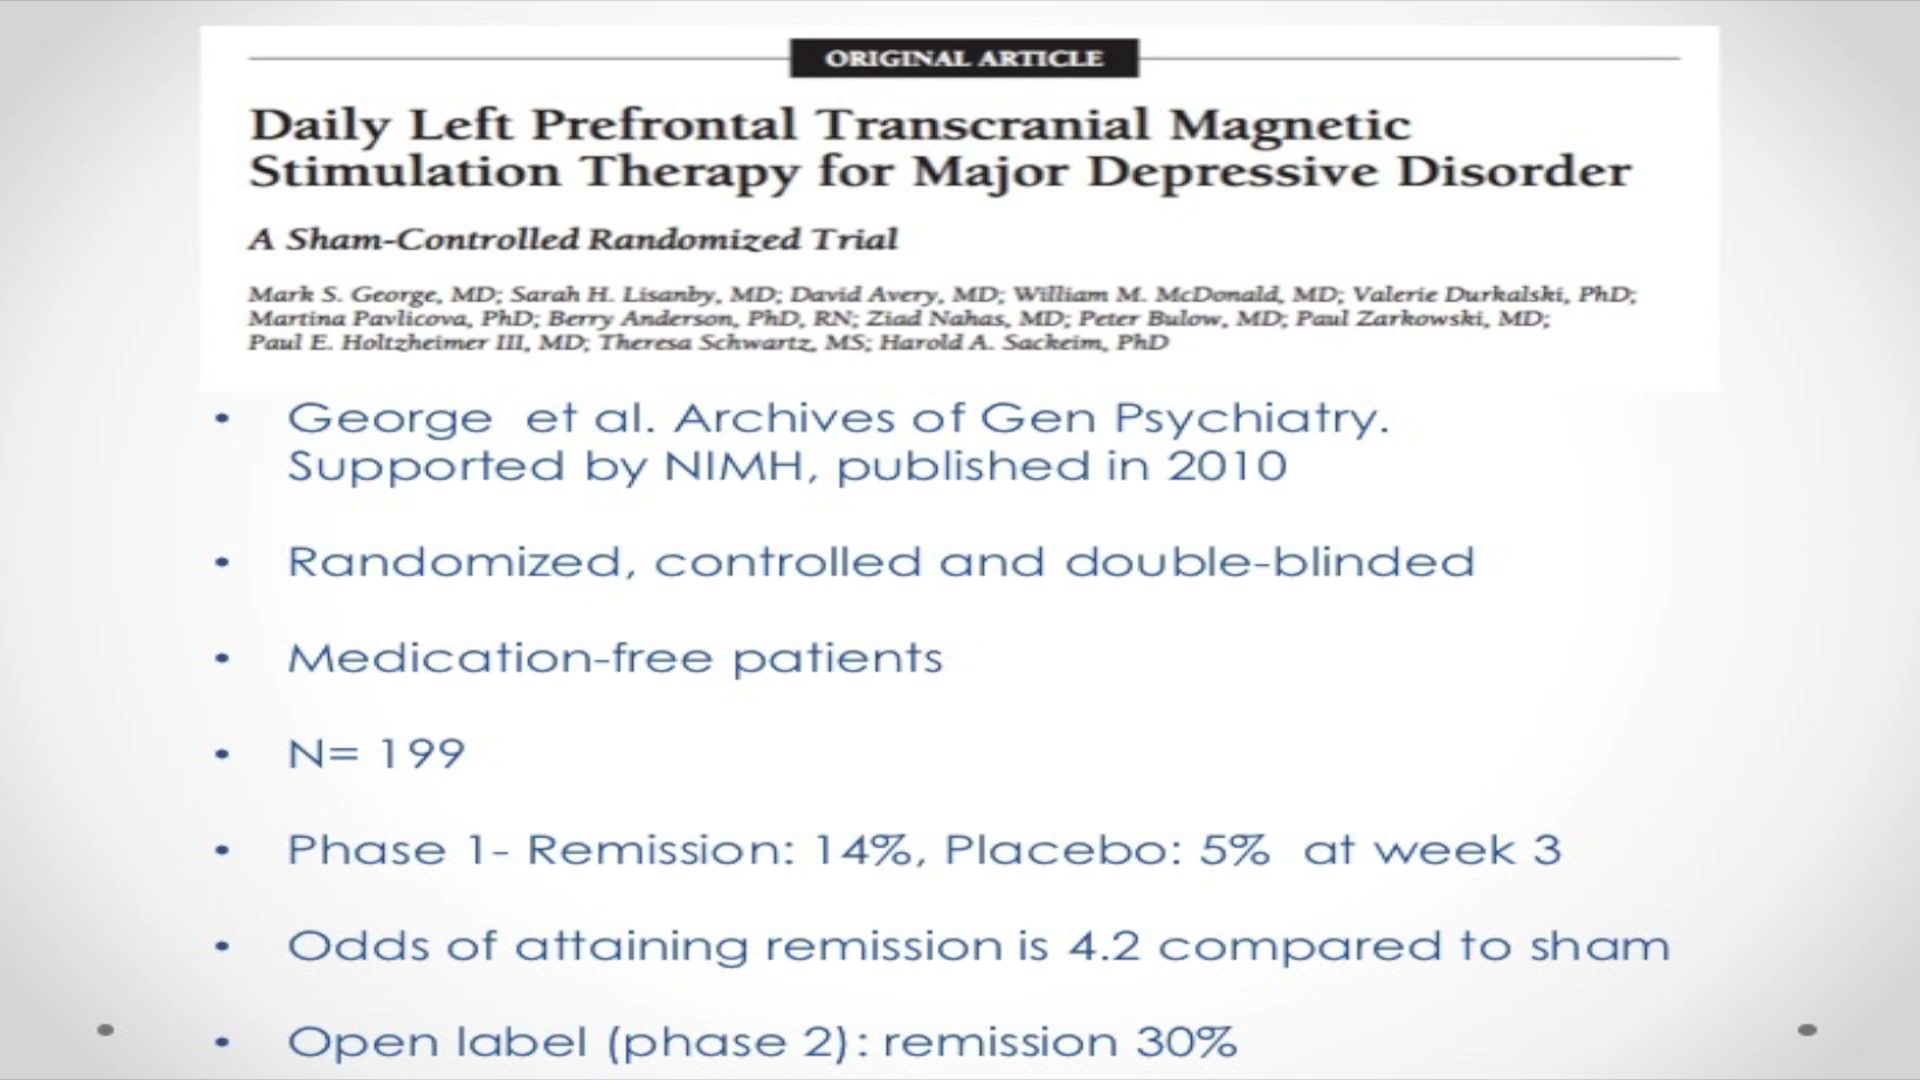 ORIGINAL ARTICLE
Daily Left Prefrontal Transcranial Magnetic
Stimulation Therapy for Major Depressive Disorder
A Sham-Controlled Randomized Trial
Mark S. George, MD; Sarah H. Lisanby, MD; David Avery, MD; William M. McDonald, MD; Valerie Durkalski, PhD;
Martina Pavlicova, PhD; Berry Anderson, PhD, RN; Ziad Nahas, MD; Peter Bulow, MD; Paul Zarkowski, MD;
Paul E. Holtzheimer III, MD; Theresa Schwartz, MS; Harold A. Sackeim, PhD
• George et al. Archives of Gen Psychiatry.
Supported by NIMH, published in 2010
• Randomized, controlled and double-blinded
• Medication-free patients
• N= 199
• Phase 1- Remission: 14%, Placebo: 5% at week 3
• Odds of attaining remission is 4.2 compared to sham
• Open label (phase 2): remission 30%